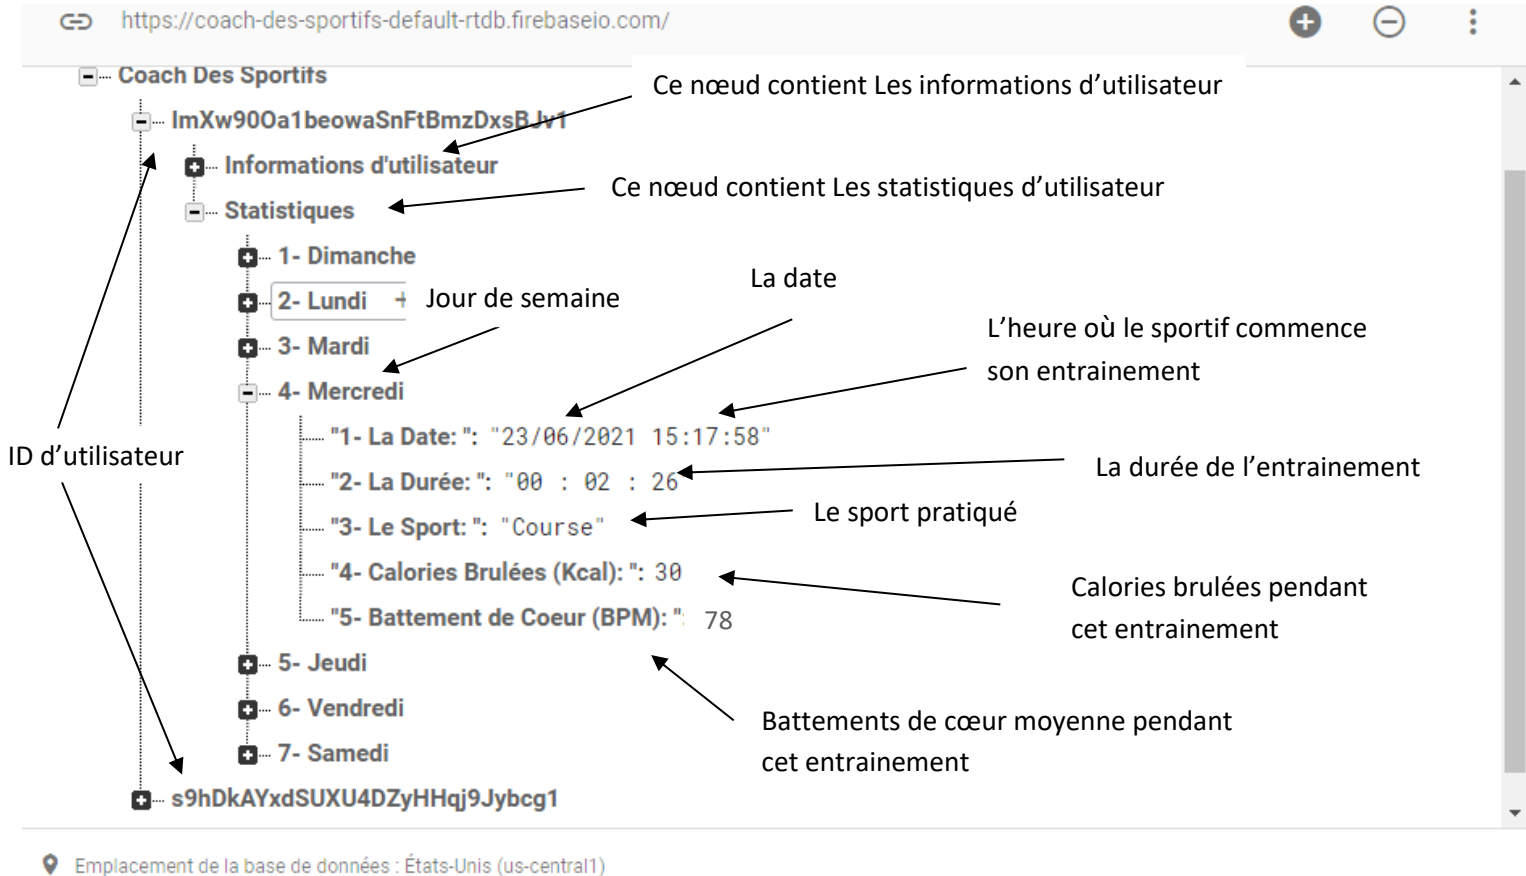 https://coach-des-sportifs-default-rtdb.firebaseio.com/
Coach Des Sportifs
Ce nœud contient Les informations d’utilisateur
lmXw90Oa1beowaSnFtBmzDxsBJv1
Informations d'utilisateur
Ce nœud contient Les statistiques d’utilisateur
Statistiques
1- Dimanche
La date
2- Lundi
Jour de semaine
L’heure où le sportif commence
son entrainement
3- Mardi
4- Mercredi
"1- La Date: ": "23/06/2021 15:17:58"
ID d’utilisateur
"2- La Durée: ": "00 : 02 : 26
La durée de l’entrainement
"3- Le Sport: ": "Course"
Le sport pratiqué
"4- Calories Brulées (Kcal): ": 30
Calories brulées pendant
cet entrainement
"5- Battement de Coeur (BPM): ": 78
5- Jeudi
6- Vendredi
Battements de cœur moyenne pendant
cet entrainement
7- Samedi
s9hDkAYxdSUXU4DZyHHqj9Jybcg1
Emplacement de la base de données : États-Unis (us-central1)